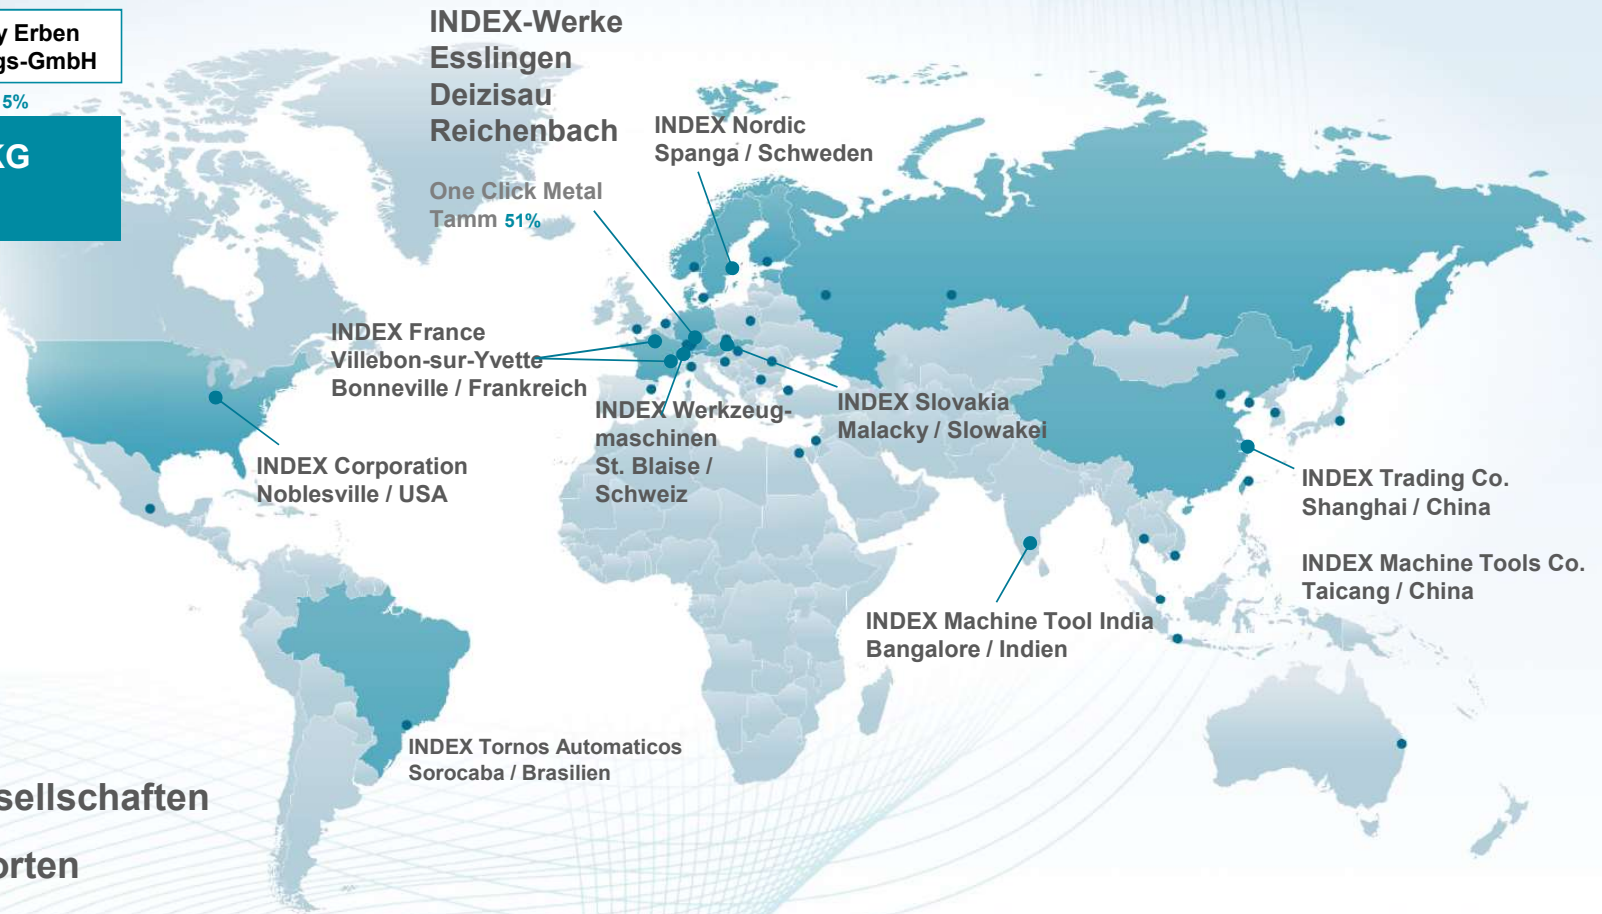 y Erben
gs-GmbH
5%
KG
INDEX-Werke
Esslingen
Deizisau
Reichenbach
One Click Metal
Tamm 51%
INDEX Nordic
Spanga / Schweden
INDEX France
Villebon-sur-Yvette
Bonneville / Frankreich
INDEX Werkzeug-
maschinen
St. Blaise /
Schweiz
INDEX Slovakia
Malacky / Slowakei
INDEX Corporation
Noblesville / USA
INDEX Trading Co.
Shanghai / China
INDEX Machine Tools Co.
Taicang / China
INDEX Machine Tool India
Bangalore / Indien
INDEX Tornos Automaticos
Sorocaba / Brasilien
sellschaften
orten